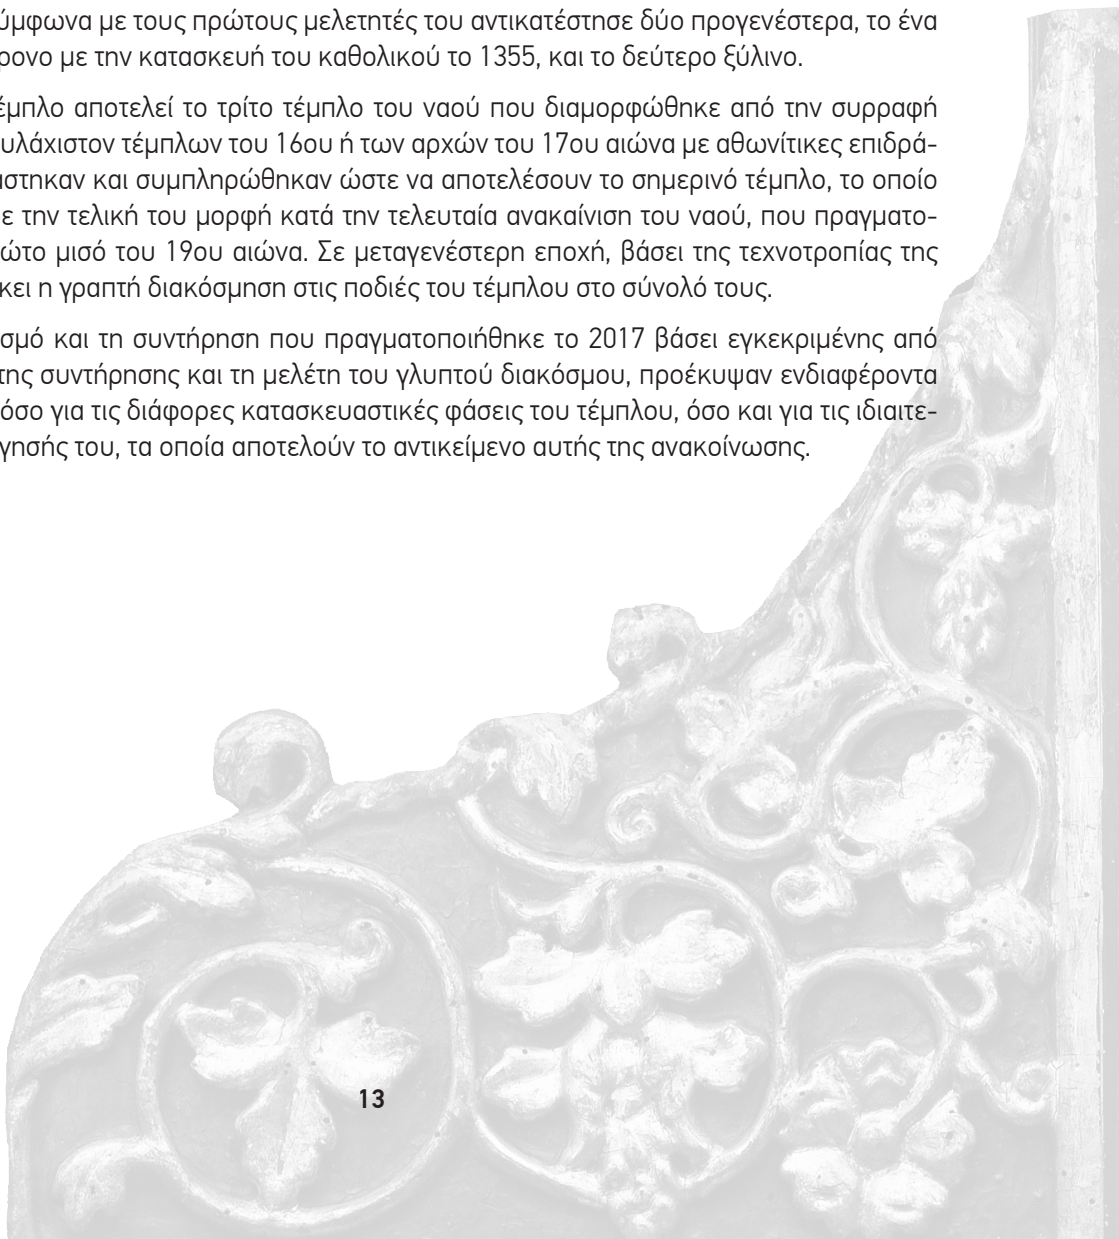 ύμφωνα με τους πρώτους μελετητές του αντικατέστησε δύο προγενέστερα, το ένα
ρονο με την κατασκευή του καθολικού το 1355, και το δεύτερο ξύλινο.
έμπλο αποτελεί το τρίτο τέμπλο του ναού που διαμορφώθηκε από την συρραφή
υλάχιστον τέμπλων του 16ου ή των αρχών του 17ου αιώνα με αθωνίτικες επιδρά-
άστηκαν και συμπληρώθηκαν ώστε να αποτελέσουν το σημερινό τέμπλο, το οποίο
ε την τελική του μορφή κατά την τελευταία ανακαίνιση του ναού, που πραγματο-
ώτο μισό του 19ου αιώνα. Σε μεταγενέστερη εποχή, βάσει της τεχνοτροπίας της
κει η γραπτή διακόσμηση στις ποδιές του τέμπλου στο σύνολό τους.
σμό και τη συντήρηση που πραγματοποιήθηκε το 2017 βάσει εγκεκριμένης από
της συντήρησης και τη μελέτη του γλυπτού διακόσμου, προέκυψαν ενδιαφέροντα
όσο για τις διάφορες κατασκευαστικές φάσεις του τέμπλου, όσο και για τις ιδιαιτε-
γησής του, τα οποία αποτελούν το αντικείμενο αυτής της ανακοίνωσης.
13